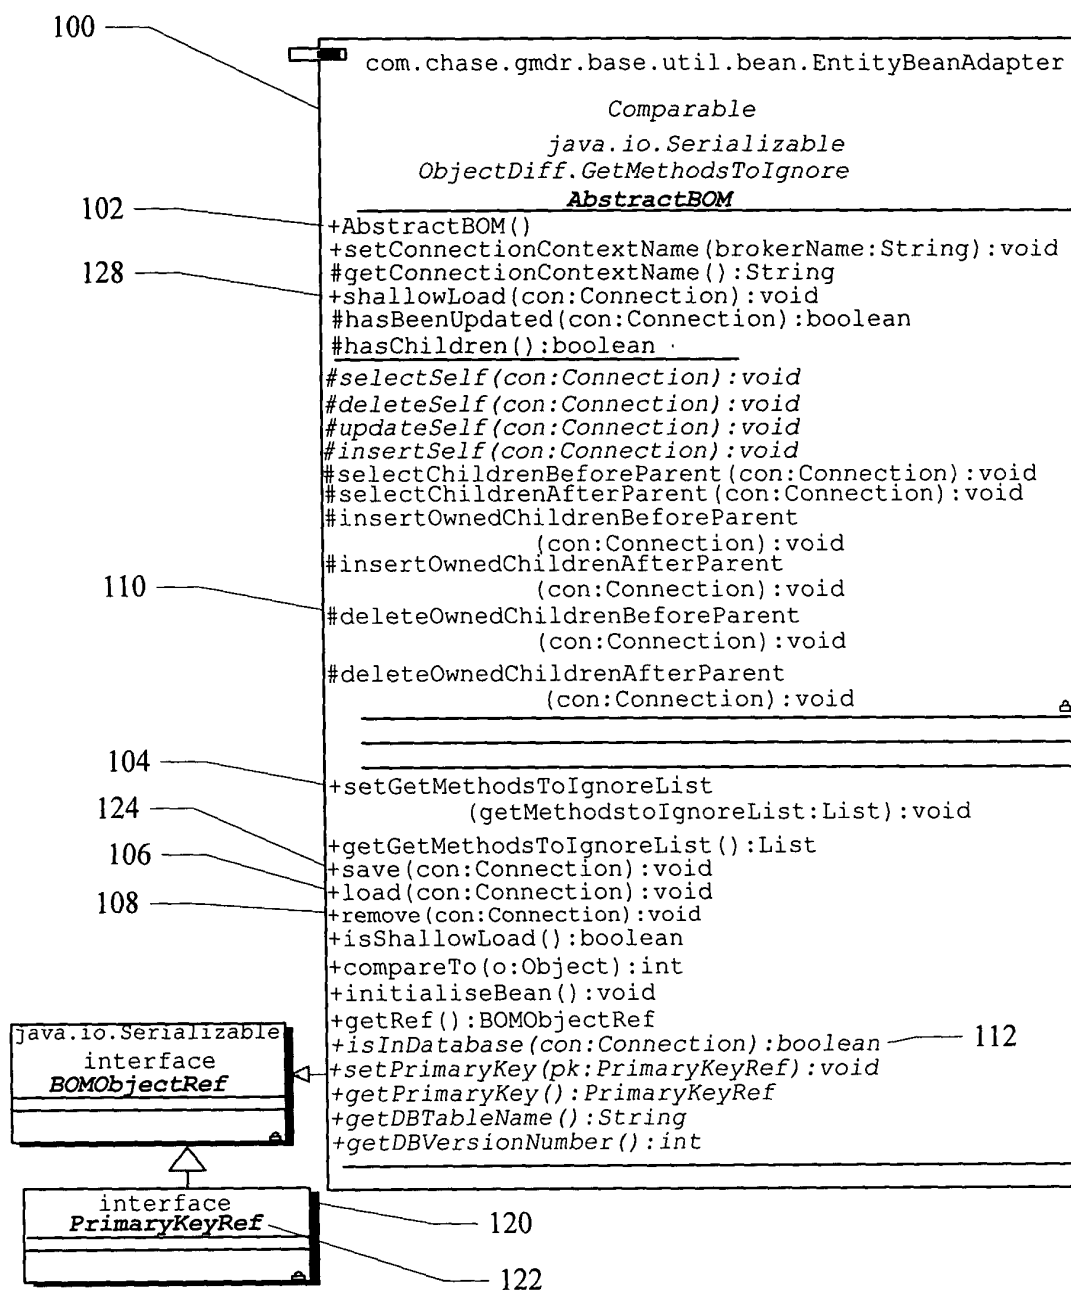 100
com.chase.gmdr.base.util.bean.EntityBeanAdapter
Comparable
java.io.Serializable
ObjectDiff.GetMethodsToIgnore
AbstractBOM
102
+AbstractBOM()
+setConnectionContextName(brokerName:String):void
128
#getConnectionContextName():String
+shallowLoad(con:Connection):void
#hasBeenUpdated(con:Connection):boolean
#hasChildren():boolean
#selectSelf(con:Connection):void
#deleteSelf(con:Connection):void
#updateSelf(con:Connection):void
#insertSelf(con:Connection):void
#selectChildrenBeforeParent(con:Connection):void
#selectChildrenAfterParent(con:Connection):void
#insertOwnedChildrenBeforeParent
(con:Connection):void
#insertOwnedChildrenAfterParent
(con:Connection):void
110
#deleteOwnedChildrenBeforeParent
(con:Connection):void
#deleteOwnedChildrenAfterParent
(con:Connection):void
104
+setGetMethodsToIgnoreList
(getMethodstoIgnoreList:List):void
124
+getGetMethodsToIgnoreList():List
106
+save(con:Connection):void
+load(con:Connection):void
108
+remove(con:Connection):void
+isShallowLoad():boolean
+compareTo(o:Object):int
+initialiseBean():void
+getRef():BOMObjectRef
+isInDatabase(con:Connection):boolean
112
+setPrimaryKey(pk:PrimaryKeyRef):void
+getPrimaryKey():PrimaryKeyRef
+getDBTableName():String
+getDBVersionNumber():int
java.io.Serializable
interface
BOMObjectRef
interface
PrimaryKeyRef
120
122